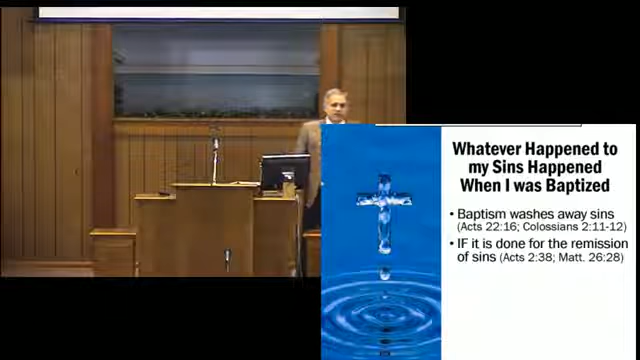 Whatever Happened to
my Sins Happened
When I was Baptized
• Baptism washes away sins
(Acts 22:16; Colossians 2:11-12)
• IF it is done for the remission
of sins (Acts 2:38; Matt. 26:28)